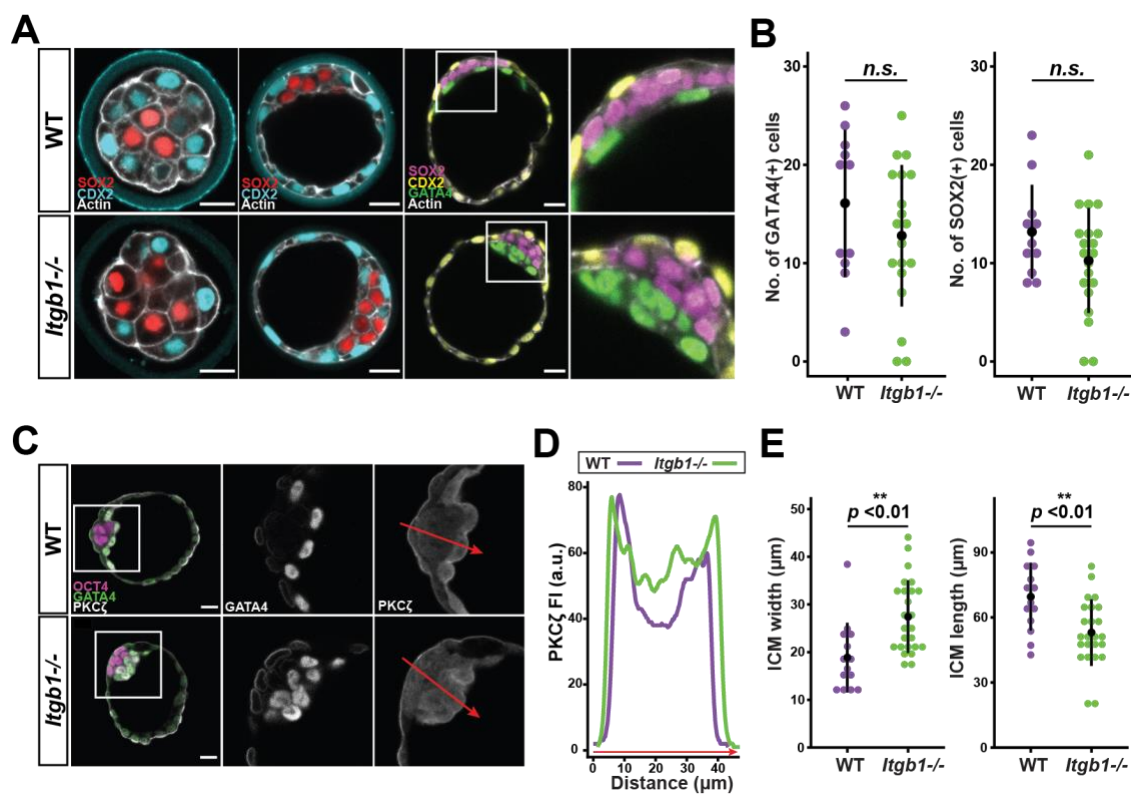 A
WT
SOX2
CDX2
Actin
SOX2
CDX2
Actin
SOX2
CDX2
GATA4
Actin
Itgb1-/-
B
No. of GATA4(+) cells
30
20
10
0
n.s.
WT
Itgb1-/-
No. of SOX2(+) cells
30
20
10
0
n.s.
WT
Itgb1-/-
C
WT
OCT4
GATA4
PKCζ
GATA4
PKCζ
Itgb1-/-
D
WT
Itgb1-/-
PKCζ FI (a.u.)
80
60
40
20
0
0 10 20 30 40
Distance (μm)
E
ICM width (μm)
50
40
30
20
10
0
**
p <0.01
WT
Itgb1-/-
ICM length (μm)
120
90
60
30
0
**
p <0.01
WT
Itgb1-/-